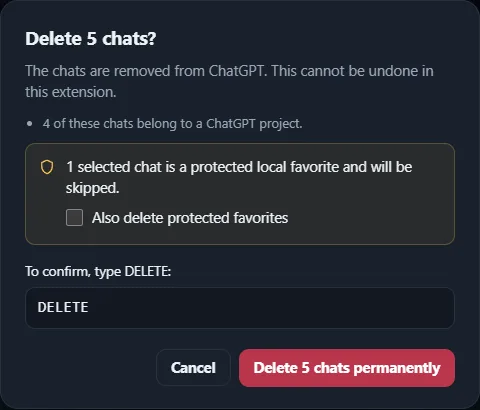 Delete 5 chats?
The chats are removed from ChatGPT. This cannot be undone in
this extension.
• 4 of these chats belong to a ChatGPT project.
1 selected chat is a protected local favorite and will be
skipped.
Also delete protected favorites
To confirm, type DELETE:
DELETE
Cancel
Delete 5 chats permanently